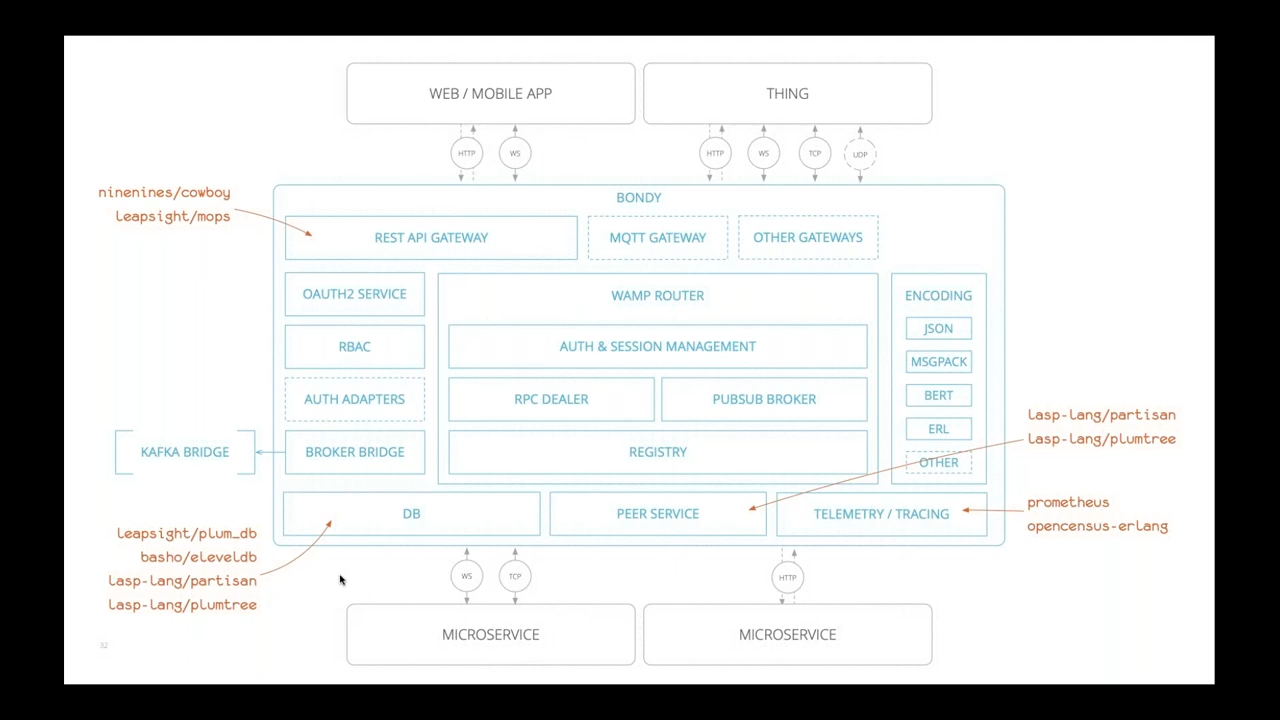 WEB / MOBILE APP
THING
HTTP
WS
HTTP
WS
TCP
UDP
BONDY
ninenines/cowboy
leapsight/mops
REST API GATEWAY
MQTT GATEWAY
OTHER GATEWAYS
OAUTH2 SERVICE
RBAC
AUTH ADAPTERS
BROKER BRIDGE
KAFKA BRIDGE
WAMP ROUTER
AUTH & SESSION MANAGEMENT
RPC DEALER
PUBSUB BROKER
REGISTRY
ENCODING
JSON
MSGPACK
BERT
ERL
OTHER
lasp-lang/partisan
lasp-lang/plumtree
DB
PEER SERVICE
TELEMETRY / TRACING
prometheus
opencensus-erlang
leapsight/plum_db
basho/eleveldb
lasp-lang/partisan
lasp-lang/plumtree
WS
TCP
HTTP
MICROSERVICE
MICROSERVICE
32